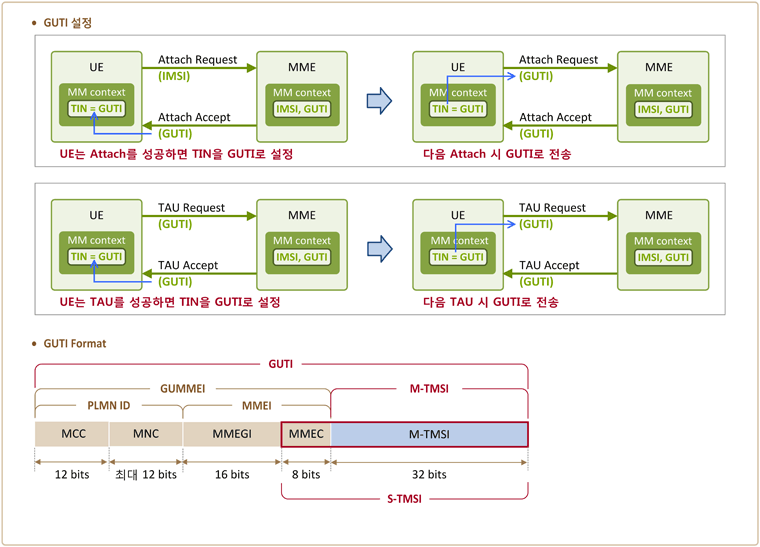 • GUTI 설정
UE
Attach Request
(IMSI)
MME
MM context
TIN = GUTI
MM context
IMSI, GUTI
Attach Accept
(GUTI)
UE는 Attach를 성공하면 TIN을 GUTI로 설정
UE
Attach Request
(GUTI)
MME
MM context
TIN = GUTI
MM context
IMSI, GUTI
Attach Accept
(GUTI)
다음 Attach 시 GUTI로 전송
UE
TAU Request
(GUTI)
MME
MM context
TIN = GUTI
MM context
IMSI, GUTI
TAU Accept
(GUTI)
UE는 TAU를 성공하면 TIN을 GUTI로 설정
UE
TAU Request
(GUTI)
MME
MM context
TIN = GUTI
MM context
IMSI, GUTI
TAU Accept
(GUTI)
다음 TAU 시 GUTI로 전송
• GUTI Format
GUTI
GUMMEI
M-TMSI
PLMN ID
MMEI
MCC
MNC
MMEGI
MMEC
M-TMSI
12 bits
최대 12 bits
16 bits
8 bits
32 bits
S-TMSI